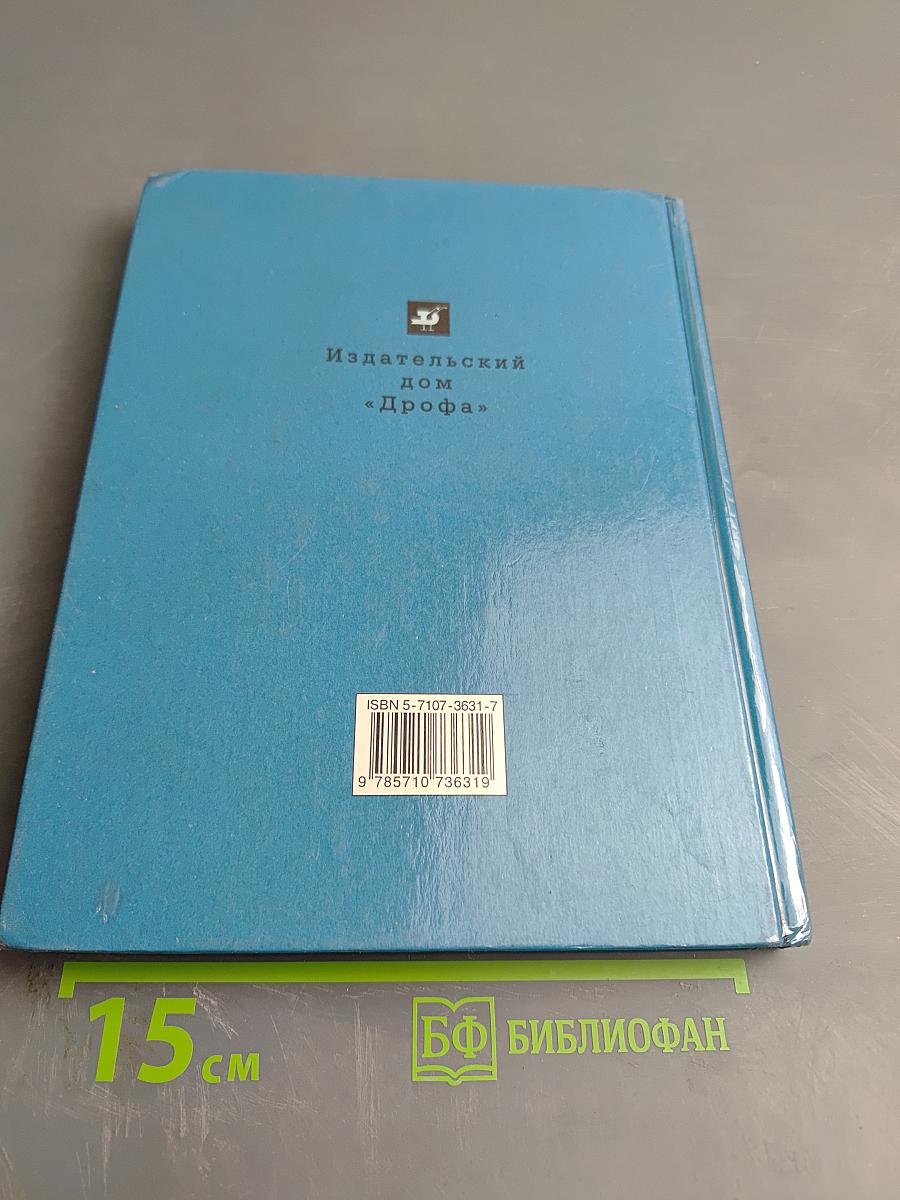 Издательский
дом
«Дрофа»
ISBN 5-7107-3631-7
9 785710 736319
15 см
БФ БИБЛИОФАН